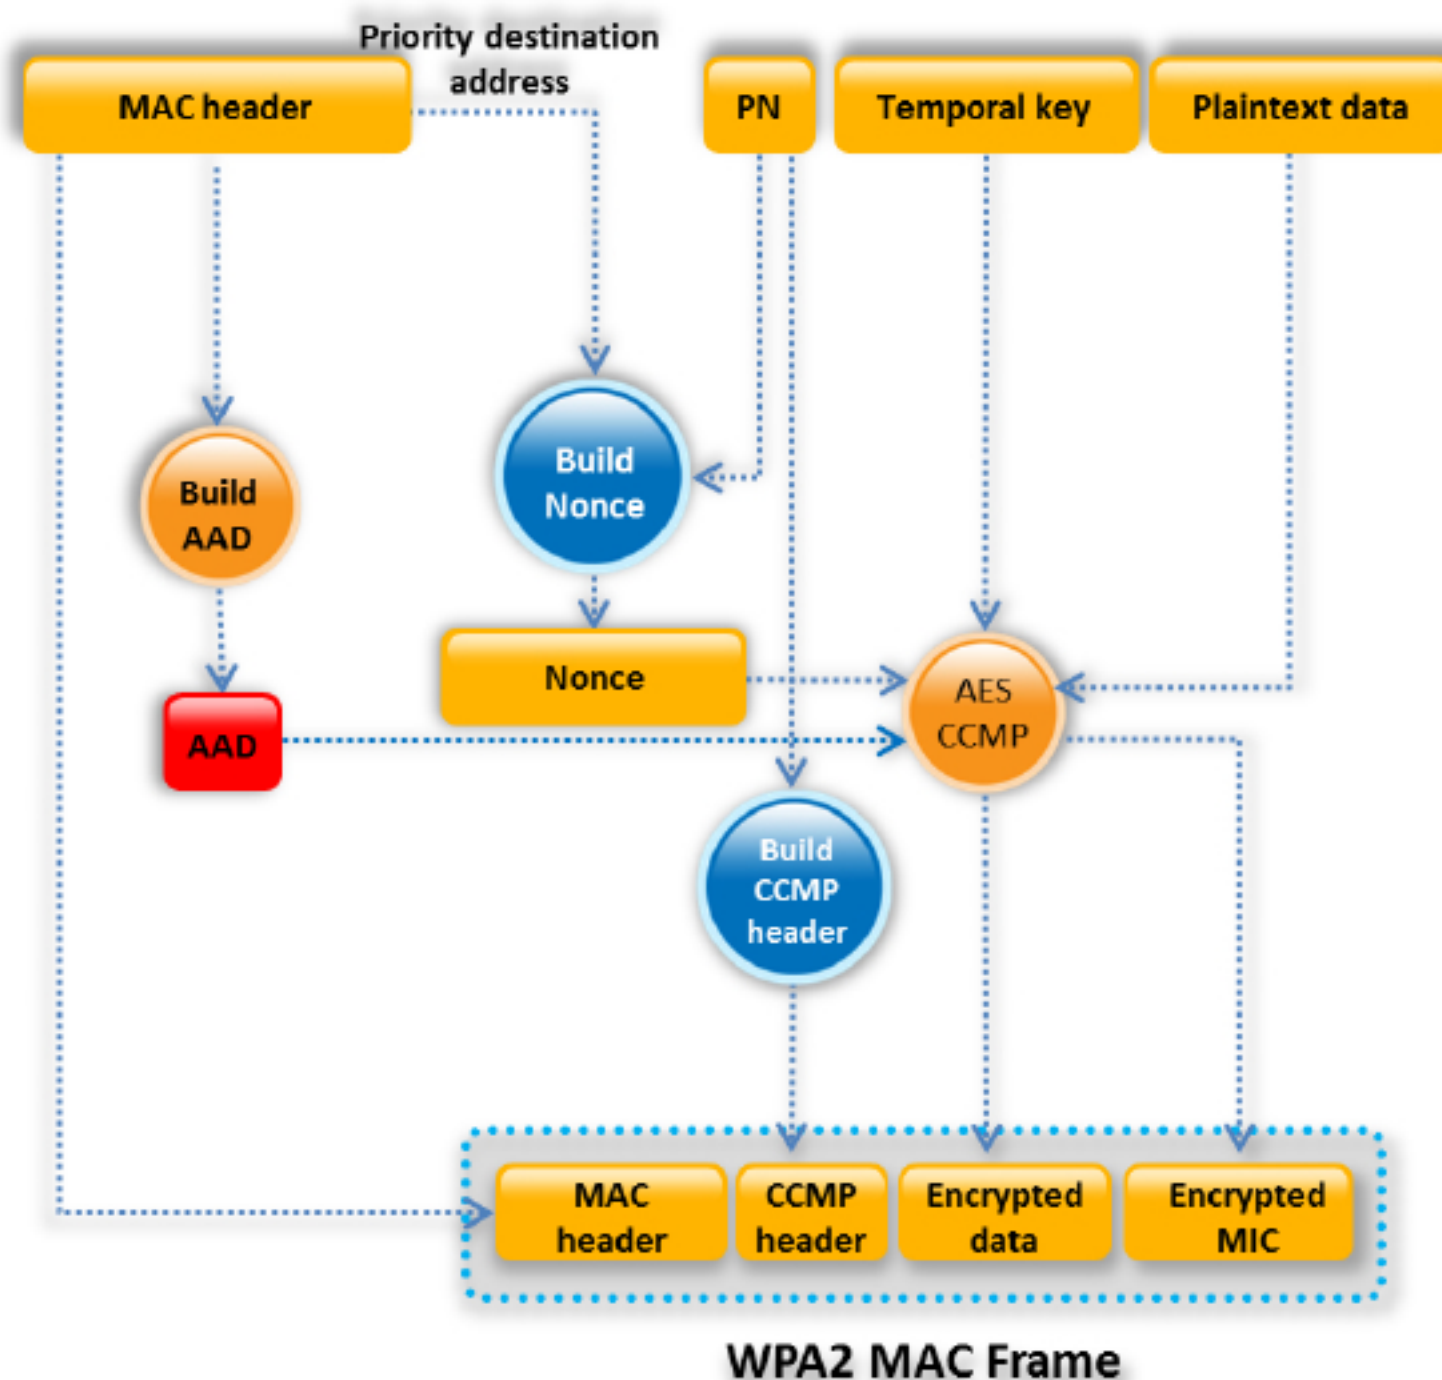 Priority destination
address
MAC header
PN
Temporal key
Plaintext data
Build
Nonce
Build
AAD
Nonce
AES
CCMP
AAD
Build
CCMP
header
MAC
header
CCMP
header
Encrypted
data
Encrypted
MIC
WPA2 MAC Frame